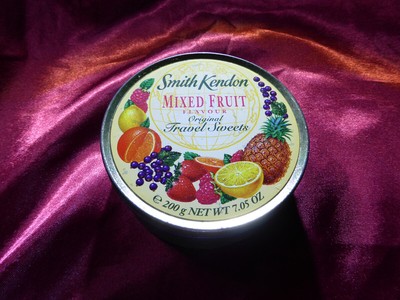 Smith Kendon
MIXED FRUIT
FLAVOUR
Original
Travel Sweets
℮ 200 g NET WT 7.05 OZ